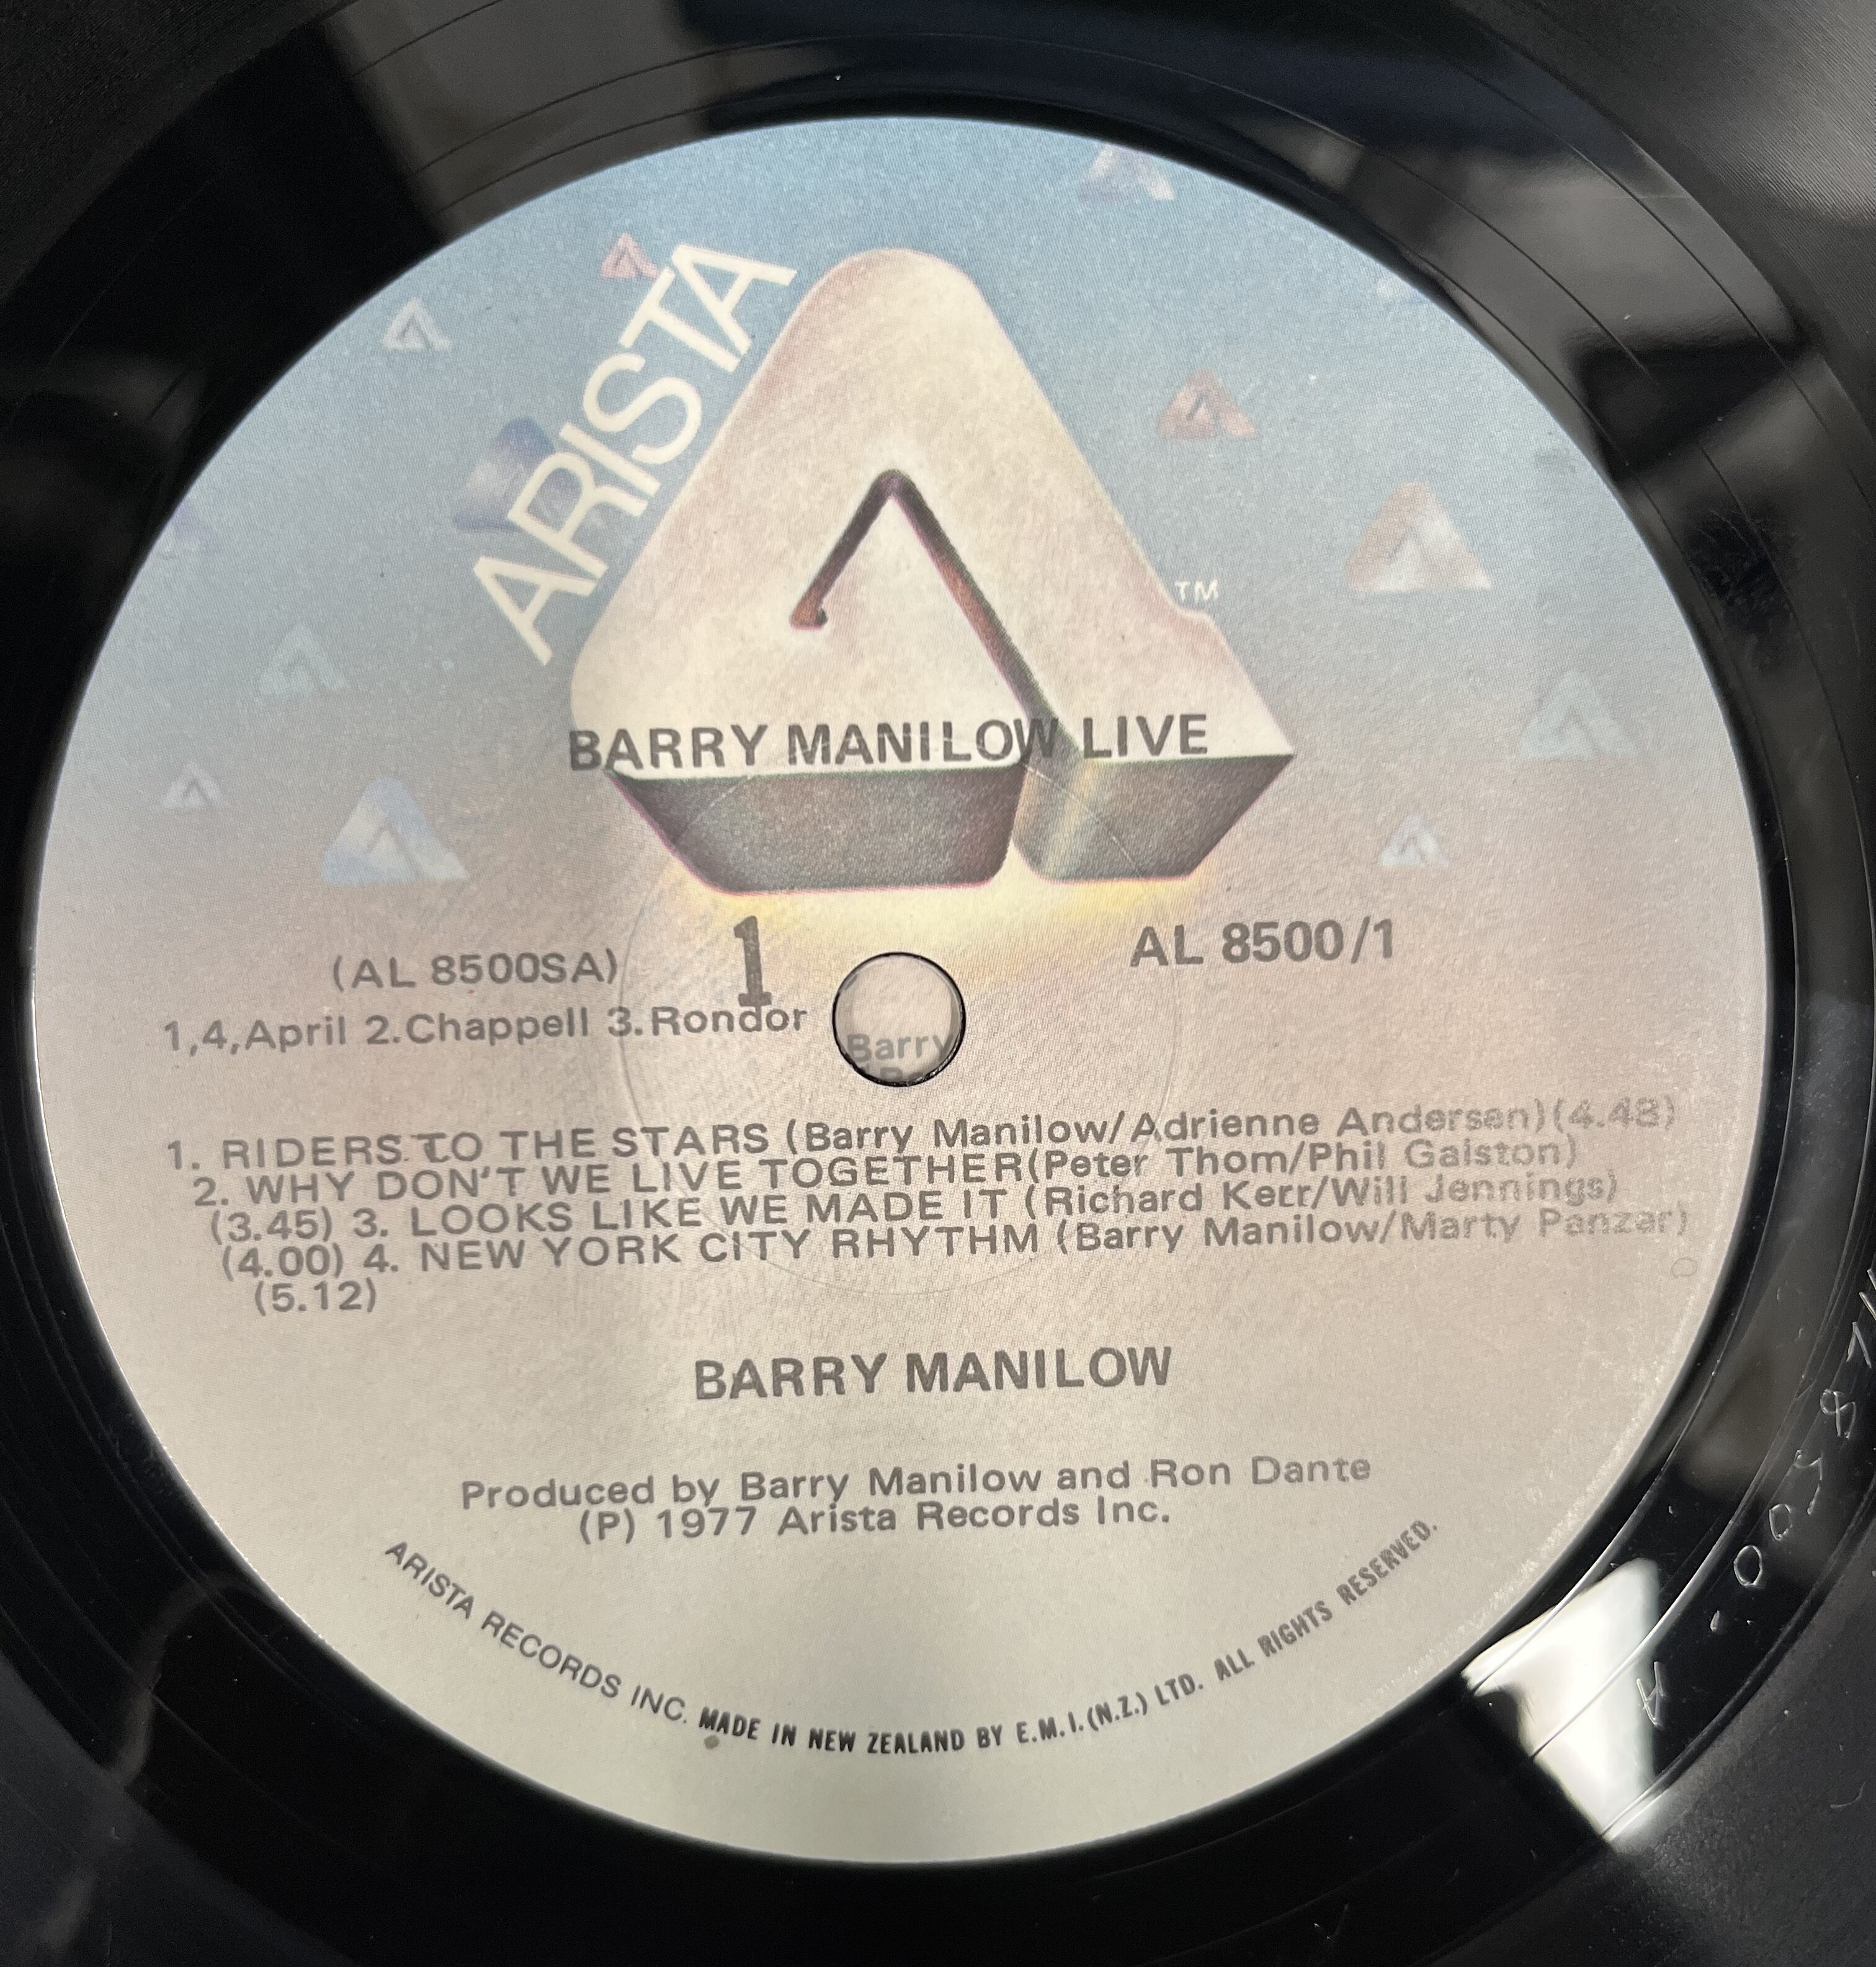 ARISTA
TM
BARRY MANILOW LIVE
1
AL 8500/1
(AL 8500SA)
1,4,April 2.Chappell 3.Rondor
Barry
1. RIDERS TO THE STARS (Barry Manilow/Adrienne Anderson)(4.48)
2. WHY DON'T WE LIVE TOGETHER(Peter Thom/Phil Galston)
(3.45) 3. LOOKS LIKE WE MADE IT (Richard Kerr/Will Jennings)
(4.00) 4. NEW YORK CITY RHYTHM (Barry Manilow/Marty Panzar)
(5.12)
BARRY MANILOW
Produced by Barry Manilow and Ron Dante
(P) 1977 Arista Records Inc.
ARISTA RECORDS INC. MADE IN NEW ZEALAND BY E.M.I.(N.Z.) LTD. ALL RIGHTS RESERVED.